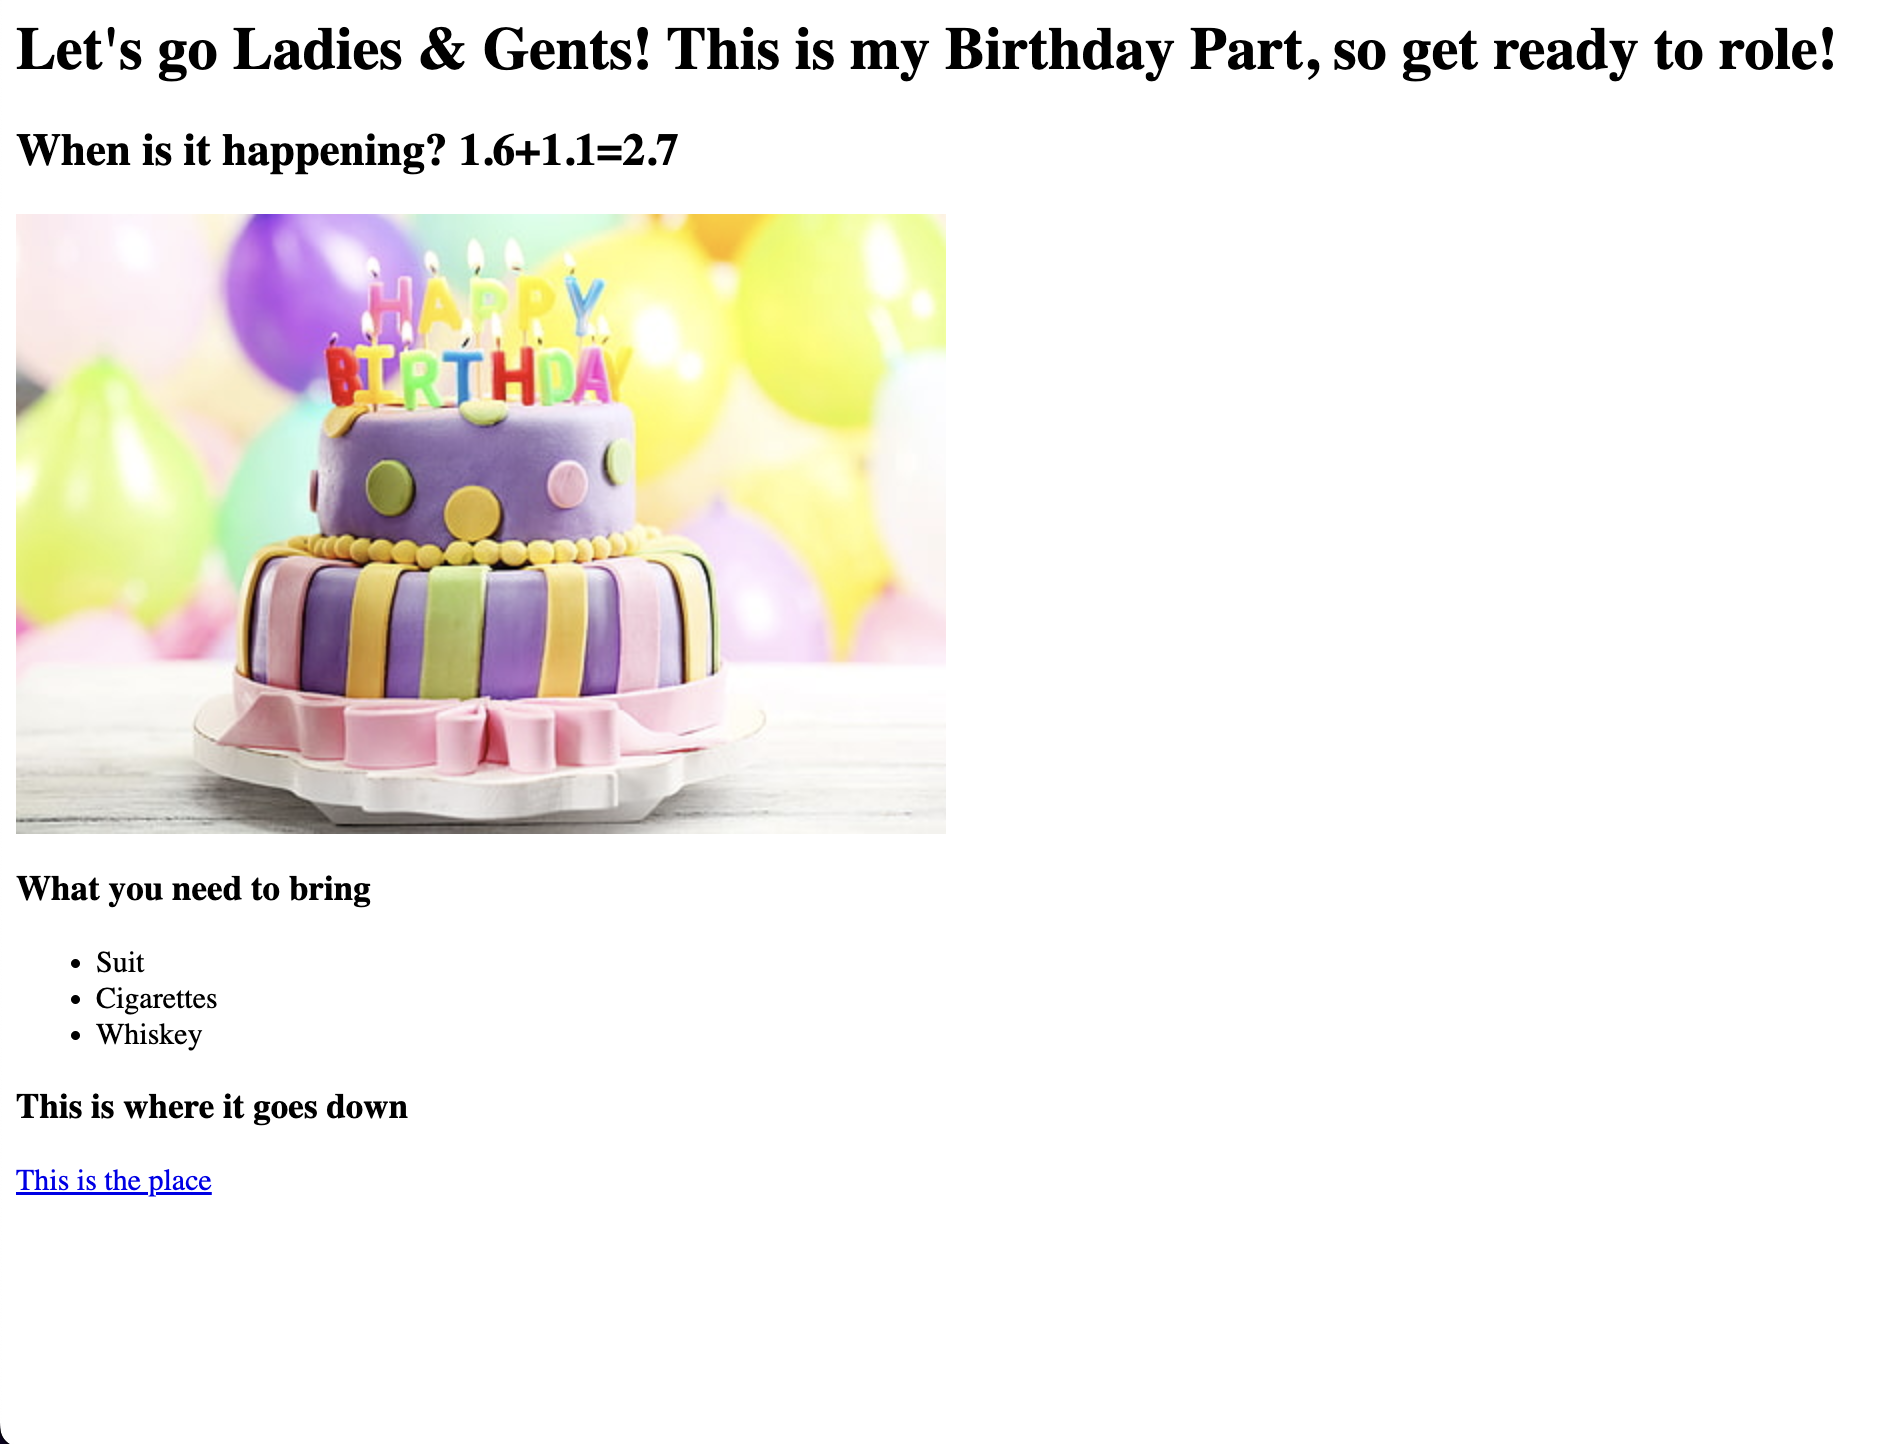 Let's go Ladies & Gents! This is my Birthday Part, so get ready to role!
When is it happening? 1.6+1.1=2.7
HAPPY
BIRTHDAY
What you need to bring
Suit
Cigarettes
Whiskey
This is where it goes down
This is the place